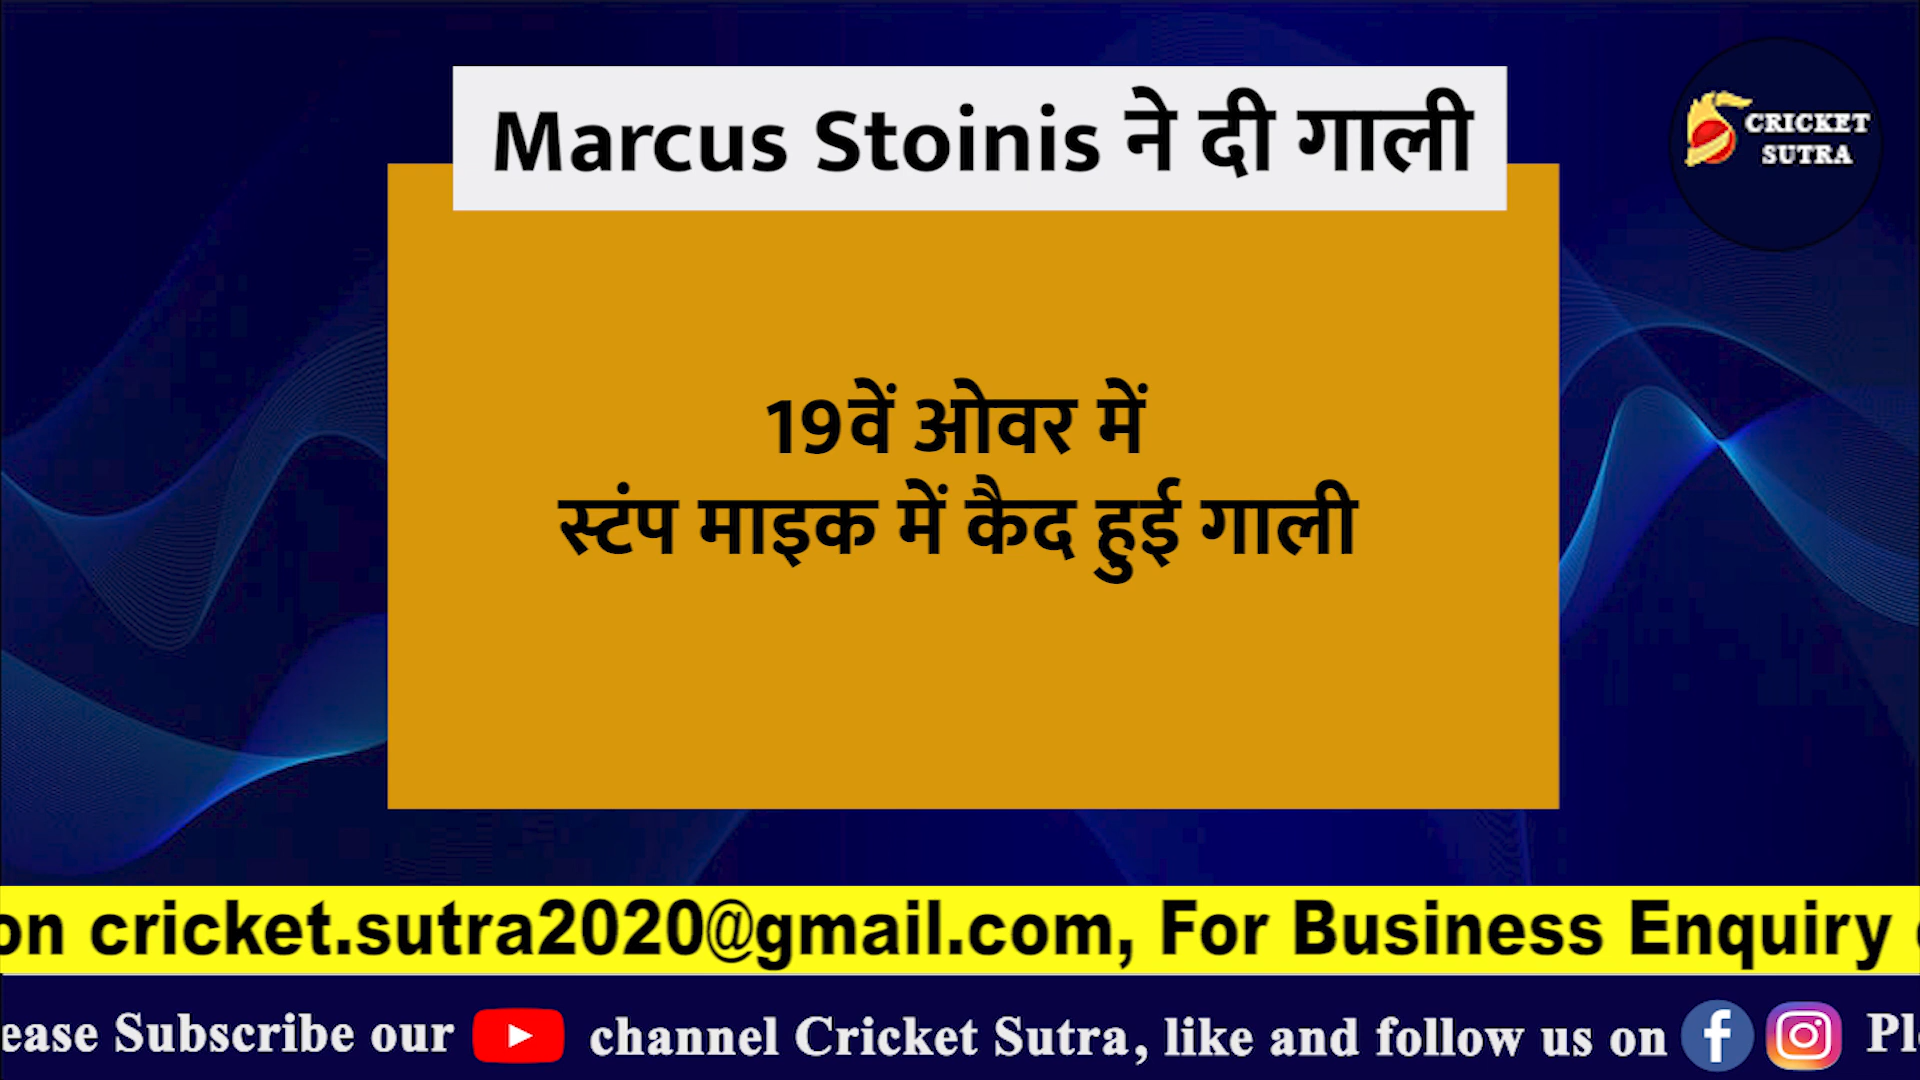 Marcus Stoinis ने दी गाली
CRICKET
SUTRA
19वें ओवर में
स्टंप माइक में कैद हुई गाली
on cricket.sutra2020@gmail.com, For Business Enquiry
ease Subscribe our channel Cricket Sutra, like and follow us on